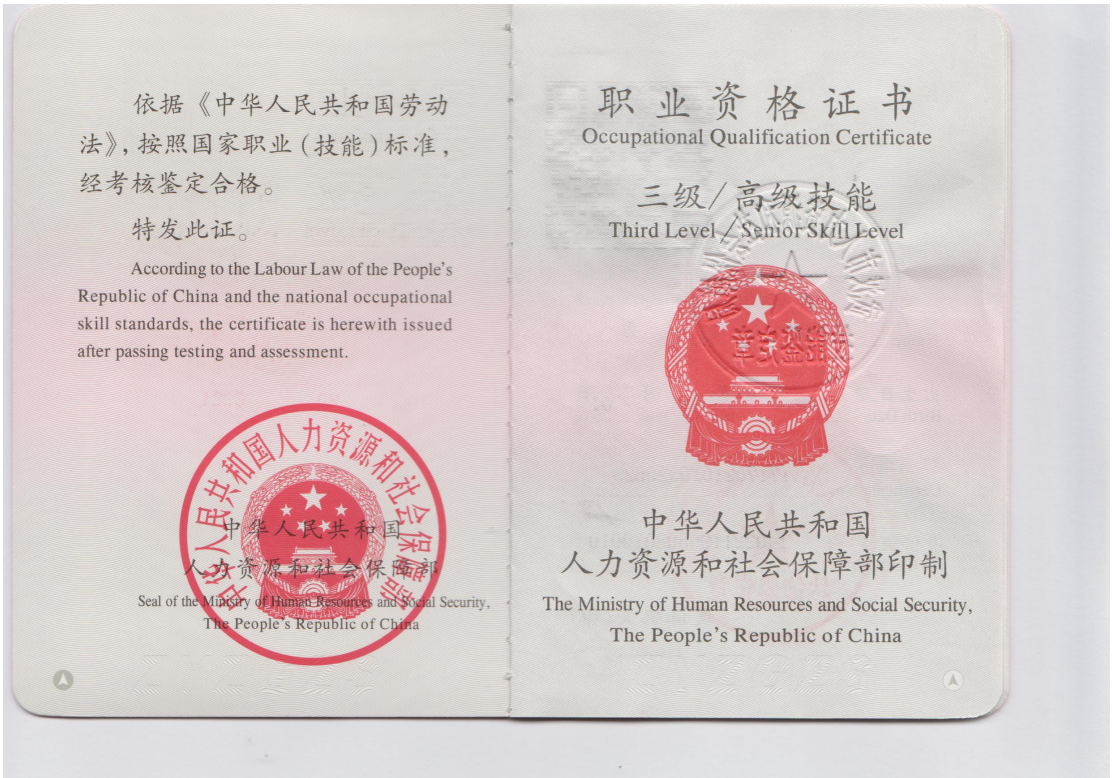 依据《中华人民共和国劳动
法》,按照国家职业(技能)标准,
经考核鉴定合格。
特发此证。
According to the Labour Law of the People's
Republic of China and the national occupational
skill standards, the certificate is herewith issued
after passing testing and assessment.
中华人民共和国人力资源和社会保障部
中华人民共和国
人力资源和社会保障部
Seal of the Ministry of Human Resources and Social Security,
The People's Republic of China
职业资格证书
Occupational Qualification Certificate
三级/高级技能
Third Level / Senior Skill Level
中华人民共和国
人力资源和社会保障部印制
The Ministry of Human Resources and Social Security,
The People's Republic of China